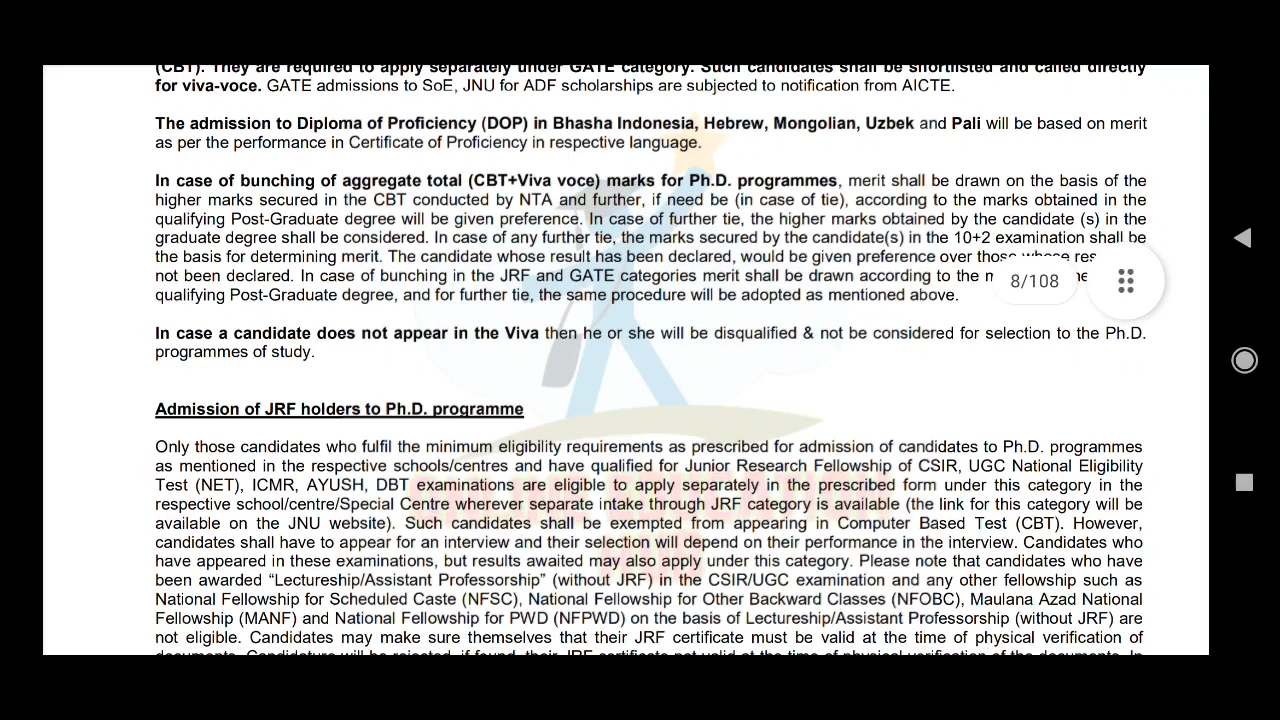 (CBT). They are required to apply separately under GATE category. Such candidates shall be shortlisted and called directly
for viva-voce. GATE admissions to SoE, JNU for ADF scholarships are subjected to notification from AICTE.
The admission to Diploma of Proficiency (DOP) in Bhasha Indonesia, Hebrew, Mongolian, Uzbek and Pali will be based on merit
as per the performance in Certificate of Proficiency in respective language.
In case of bunching of aggregate total (CBT+Viva voce) marks for Ph.D. programmes, merit shall be drawn on the basis of the
higher marks secured in the CBT conducted by NTA and further, if need be (in case of tie), according to the marks obtained in the
qualifying Post-Graduate degree will be given preference. In case of further tie, the higher marks obtained by the candidate (s) in the
graduate degree shall be considered. In case of any further tie, the marks secured by the candidate(s) in the 10+2 examination shall be
the basis for determining merit. The candidate whose result has been declared, would be given preference over those whose
not been declared. In case of bunching in the JRF and GATE categories merit shall be drawn according to the
8/108
qualifying Post-Graduate degree, and for further tie, the same procedure will be adopted as mentioned above.
In case a candidate does not appear in the Viva then he or she will be disqualified & not be considered for selection to the Ph.D.
programmes of study.
Admission of JRF holders to Ph.D. programme
Only those candidates who fulfil the minimum eligibility requirements as prescribed for admission of candidates to Ph.D. programmes
as mentioned in the respective schools/centres and have qualified for Junior Research Fellowship of CSIR, UGC National Eligibility
Test (NET), ICMR, AYUSH, DBT examinations are eligible to apply separately in the prescribed form under this category in the
respective school/centre/Special Centre wherever separate intake through JRF category is available (the link for this category will be
available on the JNU website). Such candidates shall be exempted from appearing in Computer Based Test (CBT). However,
candidates shall have to appear for an interview and their selection will depend on their performance in the interview. Candidates who
have appeared in these examinations, but results awaited may also apply under this category. Please note that candidates who have
been awarded “Lectureship/Assistant Professorship” (without JRF) in the CSIR/UGC examination and any other fellowship such as
National Fellowship for Scheduled Caste (NFSC), National Fellowship for Other Backward Classes (NFOBC), Maulana Azad National
Fellowship (MANF) and National Fellowship for PWD (NFPWD) on the basis of Lectureship/Assistant Professorship (without JRF) are
not eligible. Candidates may make sure themselves that their JRF certificate must be valid at the time of physical verification of
documents. Candidature will be rejected, if found, their JRF certificate not valid at the time of physical verification of the documents. In